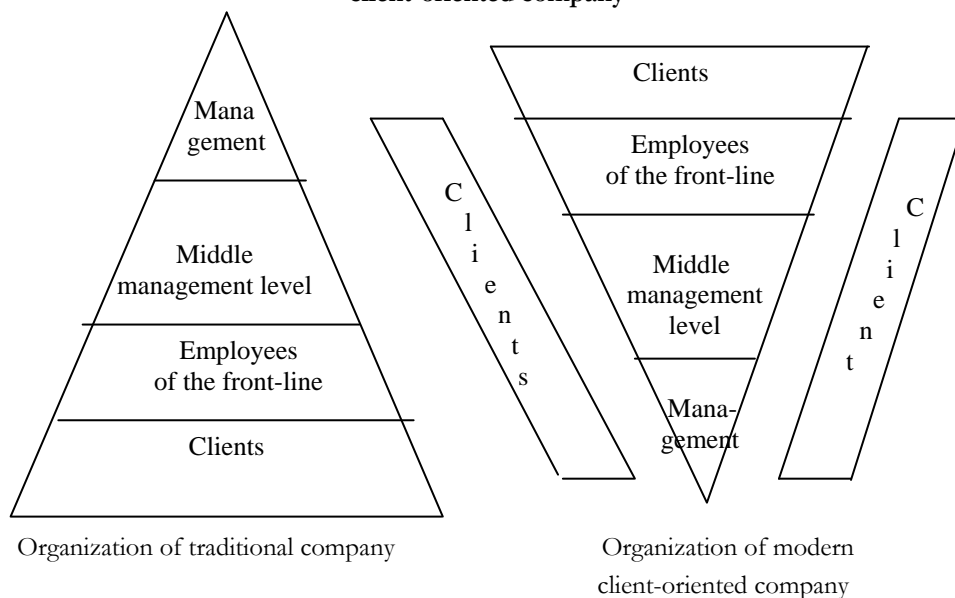 client-oriented company
Mana
gement
Middle
management level
Employees
of the front-line
Clients
Organization of traditional company
C
l
i
e
n
t
s
Clients
Employees
of the front-line
Middle
management
level
Mana-
gement
C
l
i
e
n
t
Organization of modern
client-oriented company